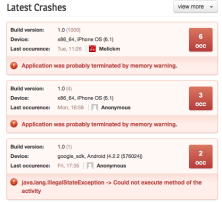 Latest Crashes
view more
Build version: 1.0 (1000)
Device: x86_64, iPhone OS (6.1)
Last occurence: Tue, 11:26 Melicism
6
occ
Application was probably terminated by memory warning.
Build version: 1.0 (4)
Device: x86_64, iPhone OS (6.1)
Last occurence: Mon, 16:58 Anonymous
3
occ
Application was probably terminated by memory warning.
Build version: 1.0 (1)
Device: google_sdk, Android (4.2.2 (576024))
Last occurence: Fri, 17:35 Anonymous
2
occ
java.lang.IllegalStateException -> Could not execute method of the
activity